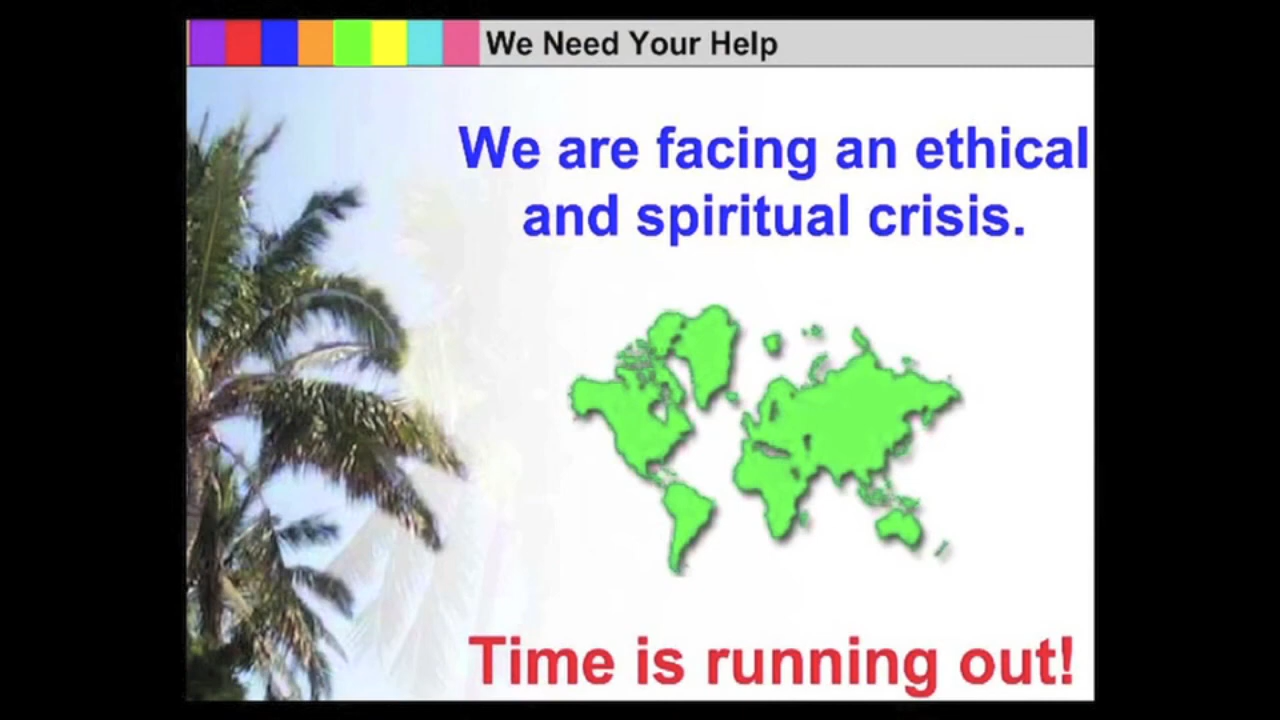 We Need Your Help
We are facing an ethical
and spiritual crisis.
Time is running out!